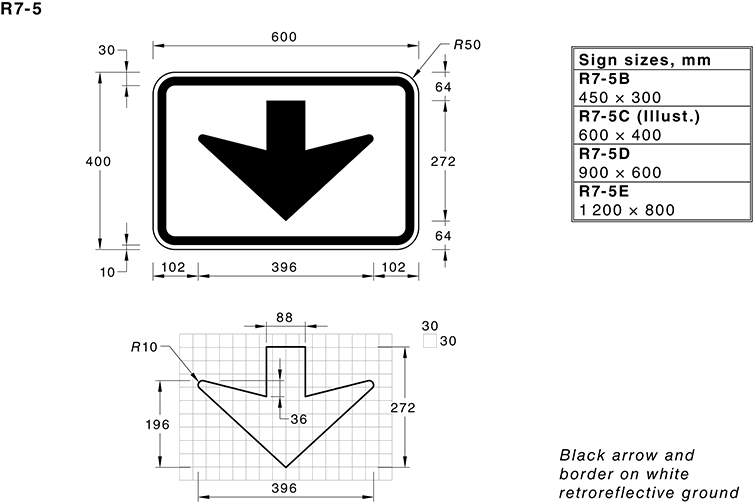 R7-5
600
30
R50
64
400
272
64
10
102
396
102
Sign sizes, mm
R7-5B
450 × 300
R7-5C (Illust.)
600 × 400
R7-5D
900 × 600
R7-5E
1 200 × 800
88
30
30
R10
272
196
36
396
Black arrow and
border on white
retroreflective ground